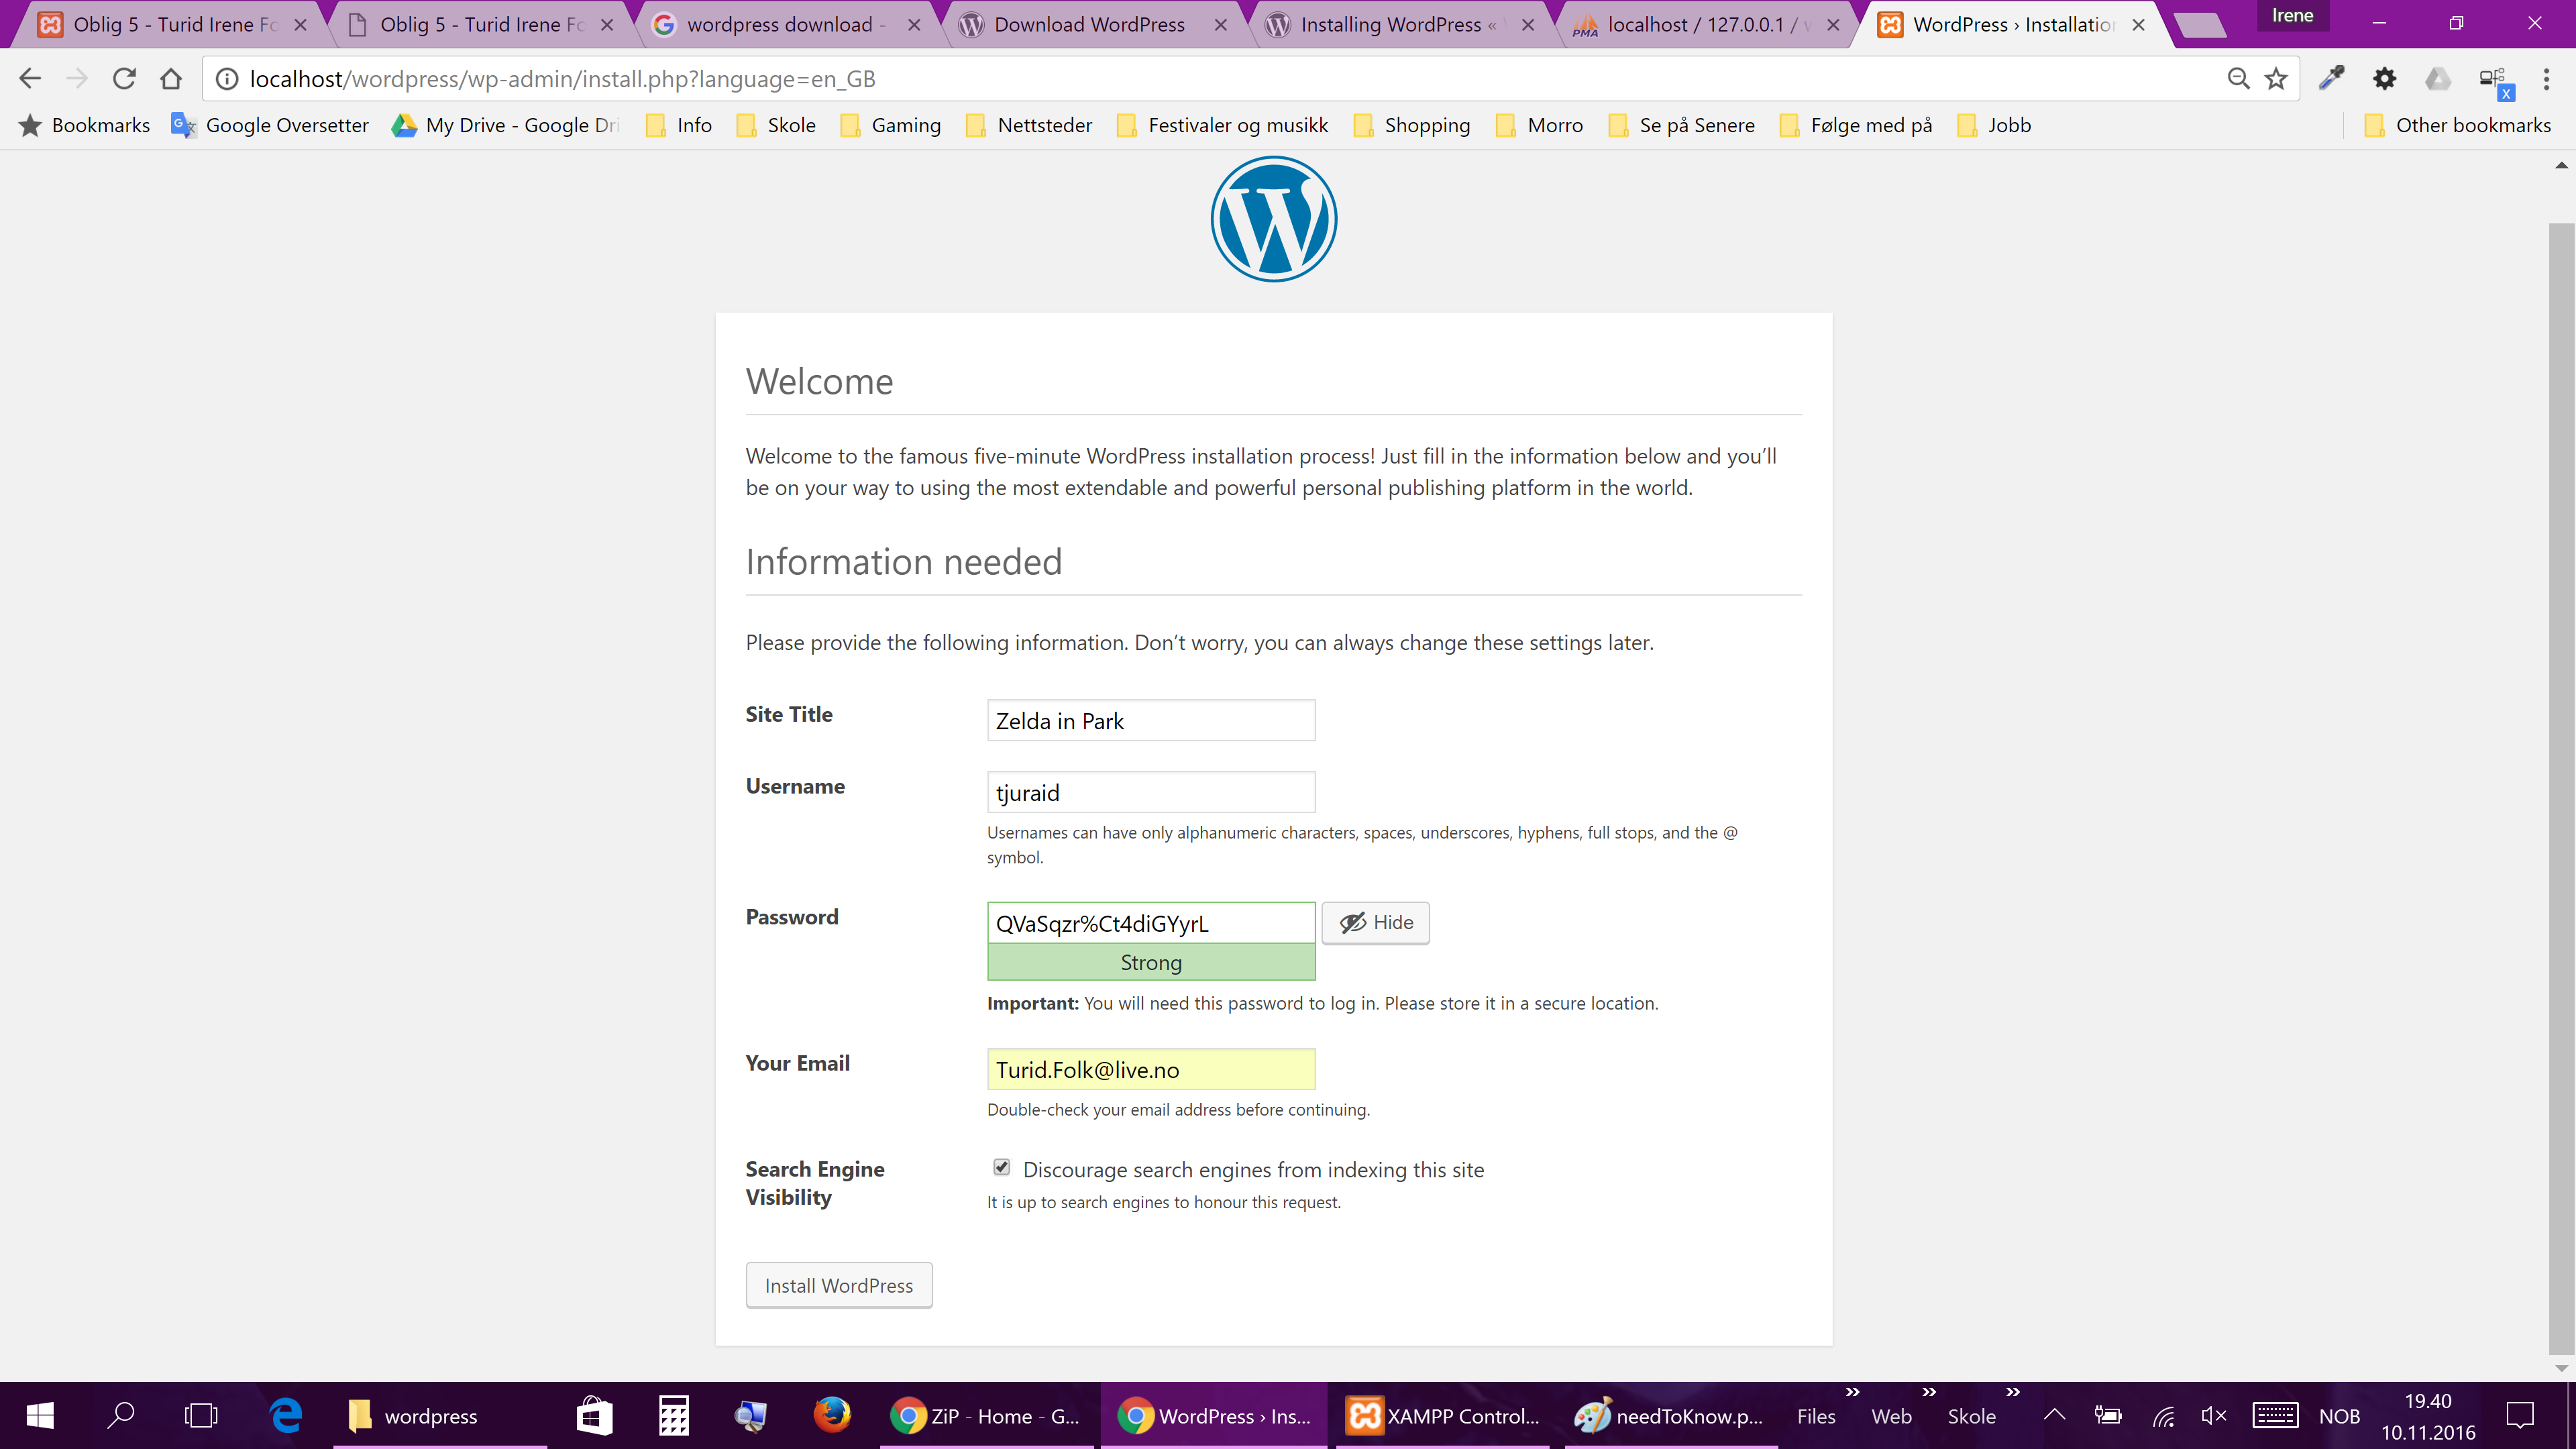 Oblig 5 - Turid Irene Fo
Oblig 5 - Turid Irene Fo
wordpress download -
Download WordPress
Installing WordPress «
localhost / 127.0.0.1 /
WordPress › Installation
Irene
localhost/wordpress/wp-admin/install.php?language=en_GB
Bookmarks
Google Oversetter
My Drive - Google Dri
Info
Skole
Gaming
Nettsteder
Festivaler og musikk
Shopping
Morro
Se på Senere
Følge med på
Jobb
Other bookmarks
Welcome
Welcome to the famous five-minute WordPress installation process! Just fill in the information below and you’ll
be on your way to using the most extendable and powerful personal publishing platform in the world.
Information needed
Please provide the following information. Don’t worry, you can always change these settings later.
Site Title
Zelda in Park
Username
tjuraid
Usernames can have only alphanumeric characters, spaces, underscores, hyphens, full stops, and the @
symbol.
Password
QVaSqzr%Ct4diGYyrL
Hide
Strong
Important: You will need this password to log in. Please store it in a secure location.
Your Email
Turid.Folk@live.no
Double-check your email address before continuing.
Search Engine
Visibility
Discourage search engines from indexing this site
It is up to search engines to honour this request.
Install WordPress
wordpress
ZiP - Home - G...
WordPress › Ins...
XAMPP Control...
needToKnow.p...
Files
Web
Skole
NOB
19.40
10.11.2016